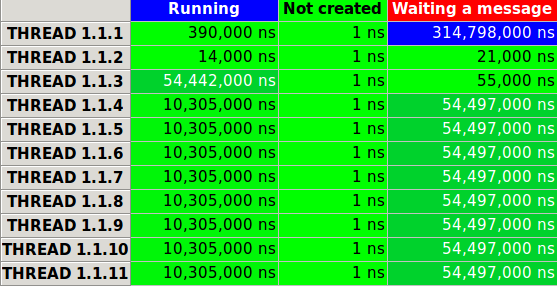 Running Not created Waiting a message
THREAD 1.1.1 390,000 ns 1 ns 314,798,000 ns
THREAD 1.1.2 14,000 ns 1 ns 21,000 ns
THREAD 1.1.3 54,442,000 ns 1 ns 55,000 ns
THREAD 1.1.4 10,305,000 ns 1 ns 54,497,000 ns
THREAD 1.1.5 10,305,000 ns 1 ns 54,497,000 ns
THREAD 1.1.6 10,305,000 ns 1 ns 54,497,000 ns
THREAD 1.1.7 10,305,000 ns 1 ns 54,497,000 ns
THREAD 1.1.8 10,305,000 ns 1 ns 54,497,000 ns
THREAD 1.1.9 10,305,000 ns 1 ns 54,497,000 ns
THREAD 1.1.10 10,305,000 ns 1 ns 54,497,000 ns
THREAD 1.1.11 10,305,000 ns 1 ns 54,497,000 ns